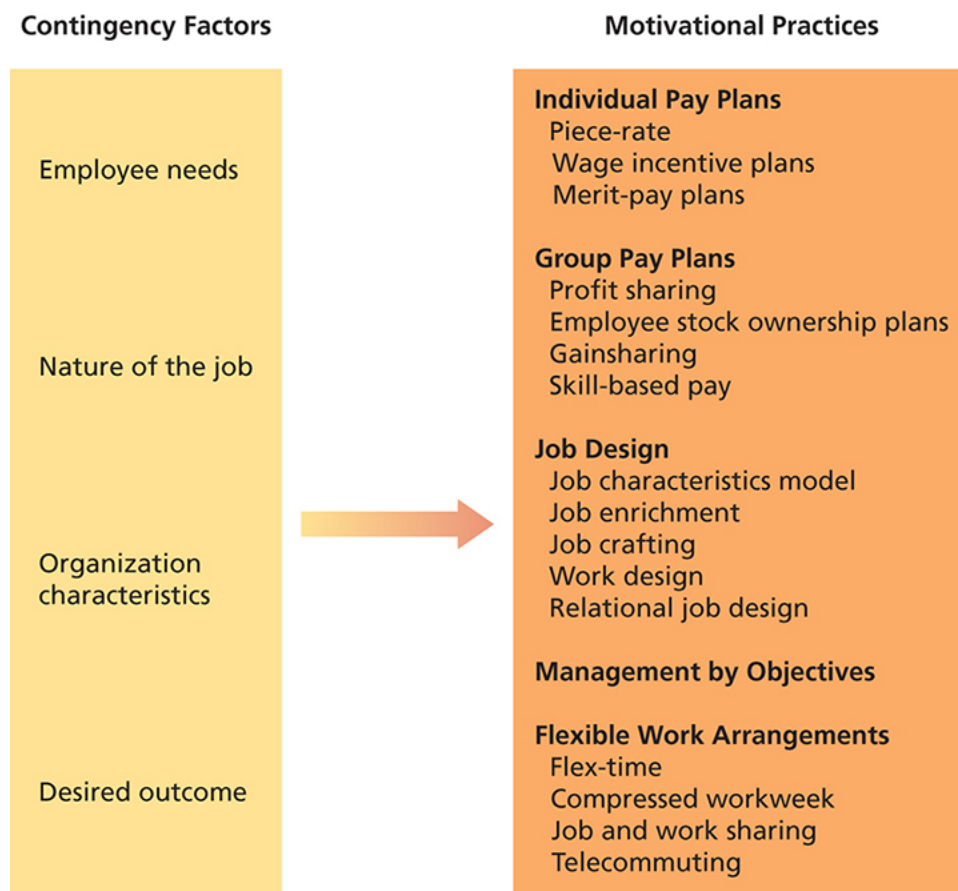 Contingency Factors
Motivational Practices
Employee needs
Nature of the job
Organization
characteristics
Desired outcome
Individual Pay Plans
Piece-rate
Wage incentive plans
Merit-pay plans
Group Pay Plans
Profit sharing
Employee stock ownership plans
Gainsharing
Skill-based pay
Job Design
Job characteristics model
Job enrichment
Job crafting
Work design
Relational job design
Management by Objectives
Flexible Work Arrangements
Flex-time
Compressed workweek
Job and work sharing
Telecommuting